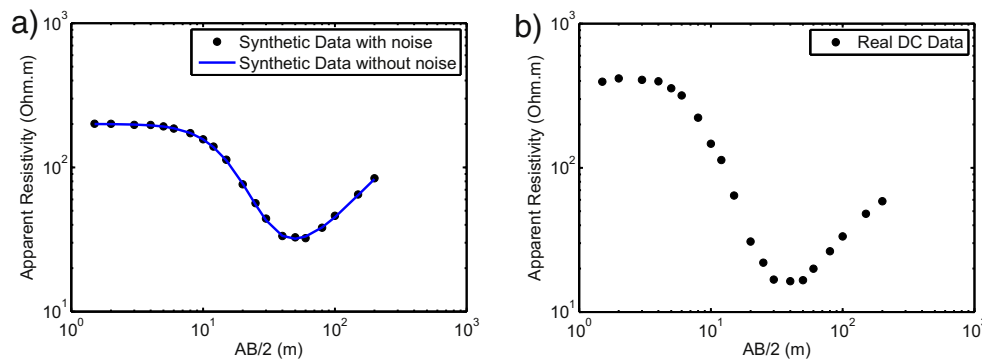 a)
Apparent Resistivity (Ohm.m)
10³
10²
10¹
10⁰ 10¹ 10² 10³
AB/2 (m)
Synthetic Data with noise
Synthetic Data without noise
b)
Apparent Resistivity (Ohm.m)
10³
10²
10¹
10⁰ 10¹ 10² 10³
AB/2 (m)
Real DC Data